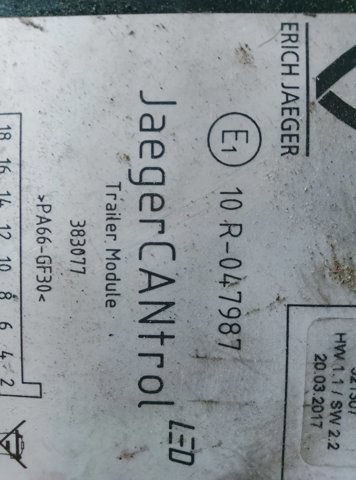 ERICH JAEGER
E1 10 R-047987
JaegerCANtrol LED
Trailer Module
383077
>PA66-GF30<
18 16 14 12 10 8 6 4 2
HW 1.1 / SW 2.2
20.03.2017